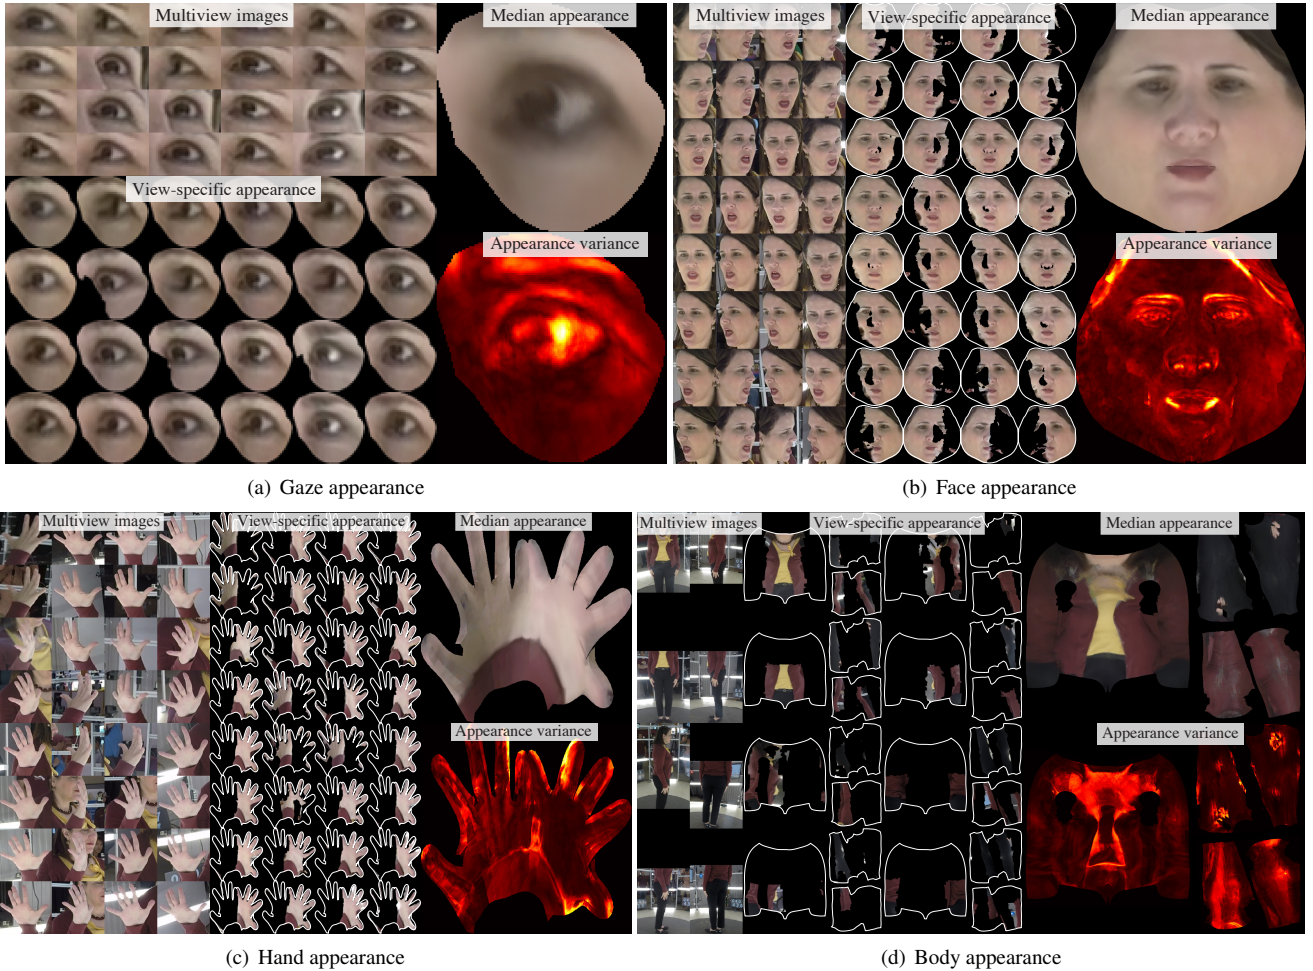 Multiview images
Median appearance
View-specific appearance
Appearance variance
(a) Gaze appearance
Multiview images
View-specific appearance
Median appearance
Appearance variance
(b) Face appearance
Multiview images
View-specific appearance
Median appearance
Appearance variance
(c) Hand appearance
Multiview images
View-specific appearance
Median appearance
Appearance variance
(d) Body appearance